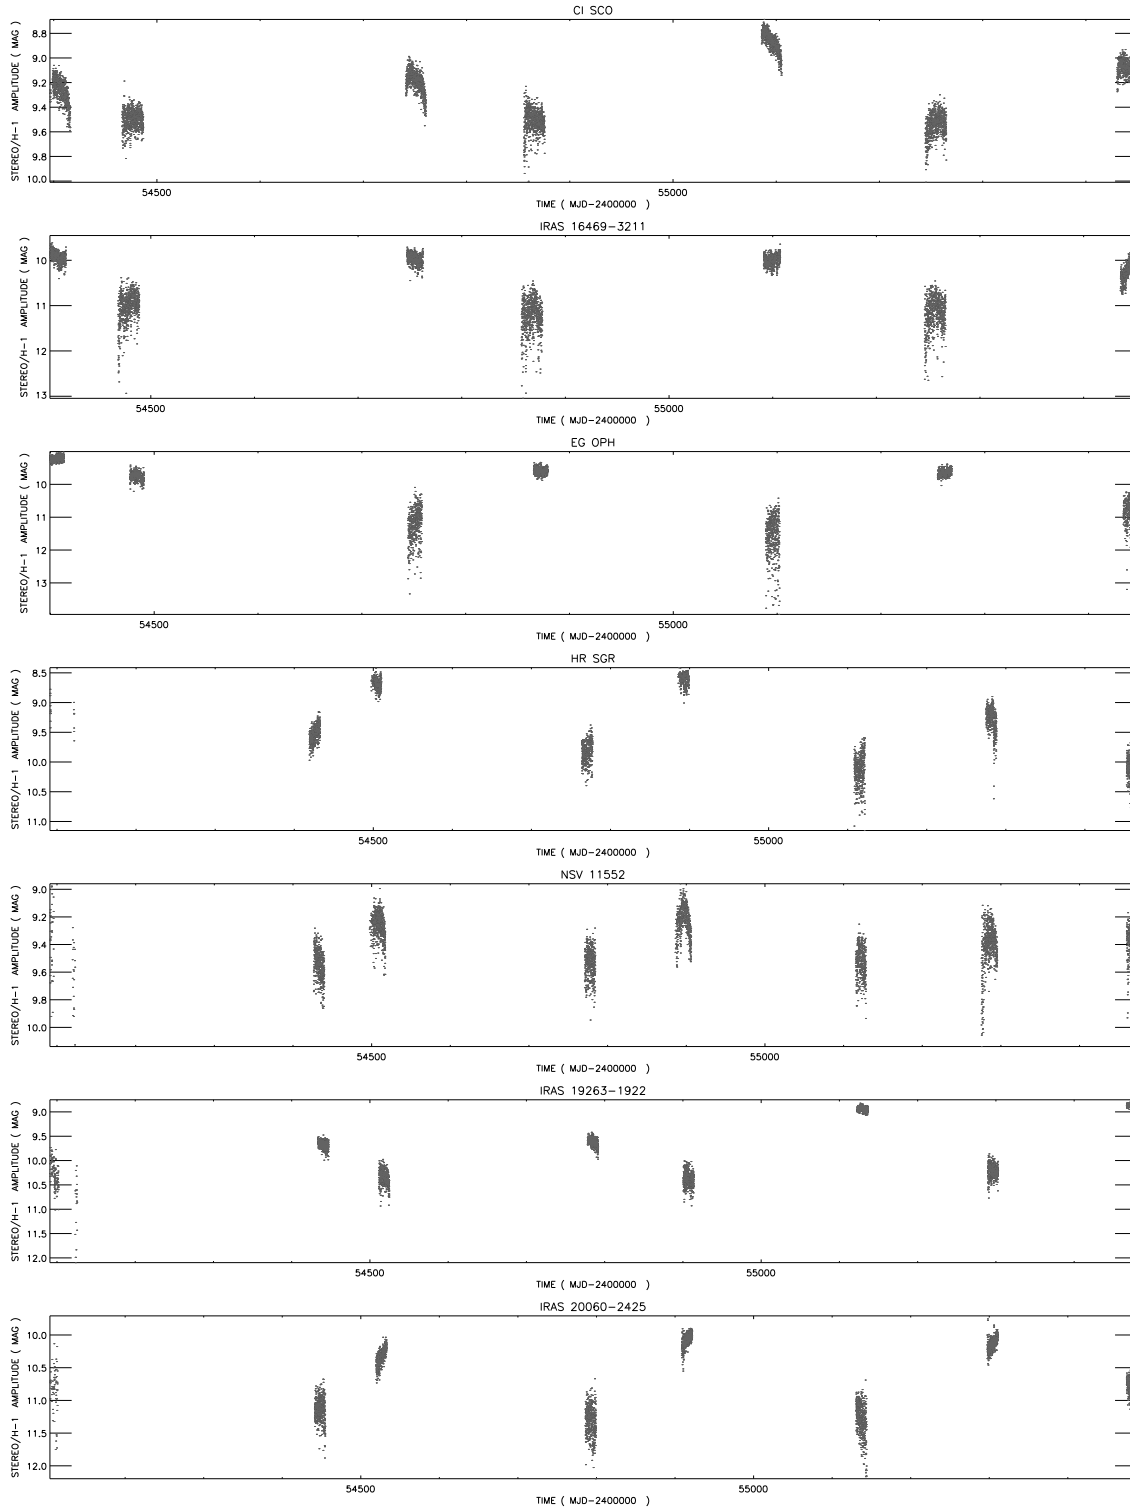 CI SCO
STEREO/H-1 AMPLITUDE ( MAG )
8.8
9.0
9.2
9.4
9.6
9.8
10.0
54500
55000
TIME ( MJD-2400000 )
IRAS 16469-3211
STEREO/H-1 AMPLITUDE ( MAG )
10
11
12
13
54500
55000
TIME ( MJD-2400000 )
EG OPH
STEREO/H-1 AMPLITUDE ( MAG )
10
11
12
13
54500
55000
TIME ( MJD-2400000 )
HR SGR
STEREO/H-1 AMPLITUDE ( MAG )
8.5
9.0
9.5
10.0
10.5
11.0
54500
55000
TIME ( MJD-2400000 )
NSV 11552
STEREO/H-1 AMPLITUDE ( MAG )
9.0
9.2
9.4
9.6
9.8
10.0
54500
55000
TIME ( MJD-2400000 )
IRAS 19263-1922
STEREO/H-1 AMPLITUDE ( MAG )
9.0
9.5
10.0
10.5
11.0
11.5
12.0
54500
55000
TIME ( MJD-2400000 )
IRAS 20060-2425
STEREO/H-1 AMPLITUDE ( MAG )
10.0
10.5
11.0
11.5
12.0
54500
55000
TIME ( MJD-2400000 )